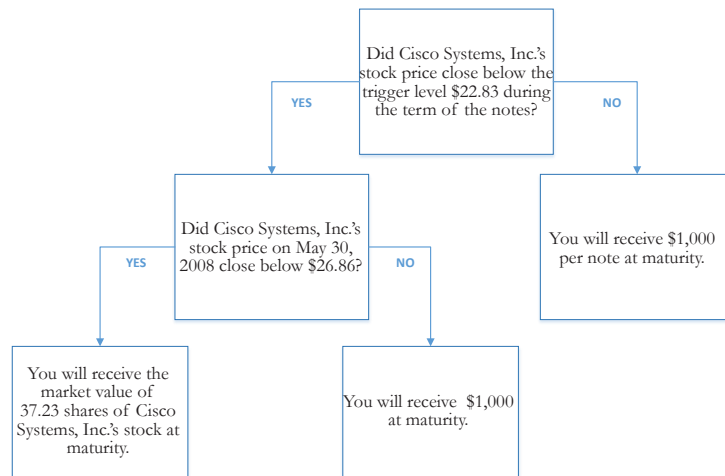 Did Cisco Systems, Inc.'s
stock price close below the
trigger level $22.83 during
the term of the notes?
YES
NO
Did Cisco Systems, Inc.'s
stock price on May 30,
2008 close below $26.86?
You will receive $1,000
per note at maturity.
YES
NO
You will receive the
market value of
37.23 shares of Cisco
Systems, Inc.'s stock at
maturity.
You will receive $1,000
at maturity.